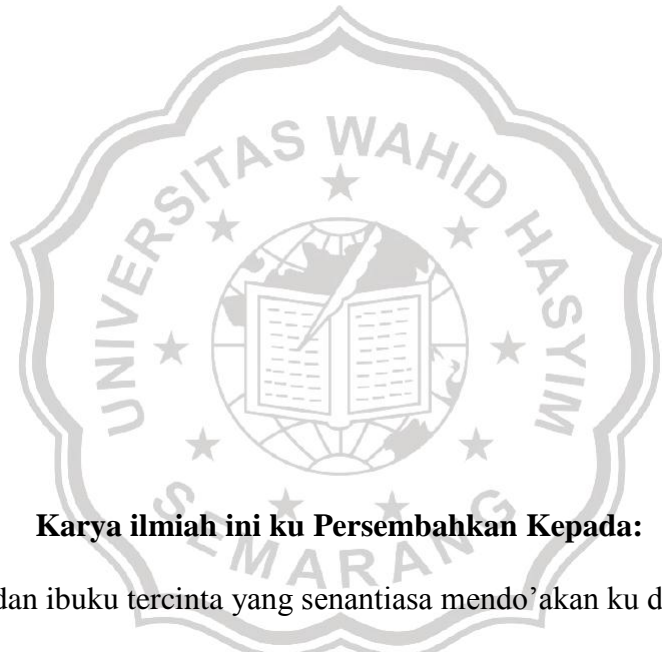 UNIVERSITAS WAHID HASYIM
SEMARANG
Karya ilmiah ini ku Persembahkan Kepada:
dan ibuku tercinta yang senantiasa mendo’akan ku d